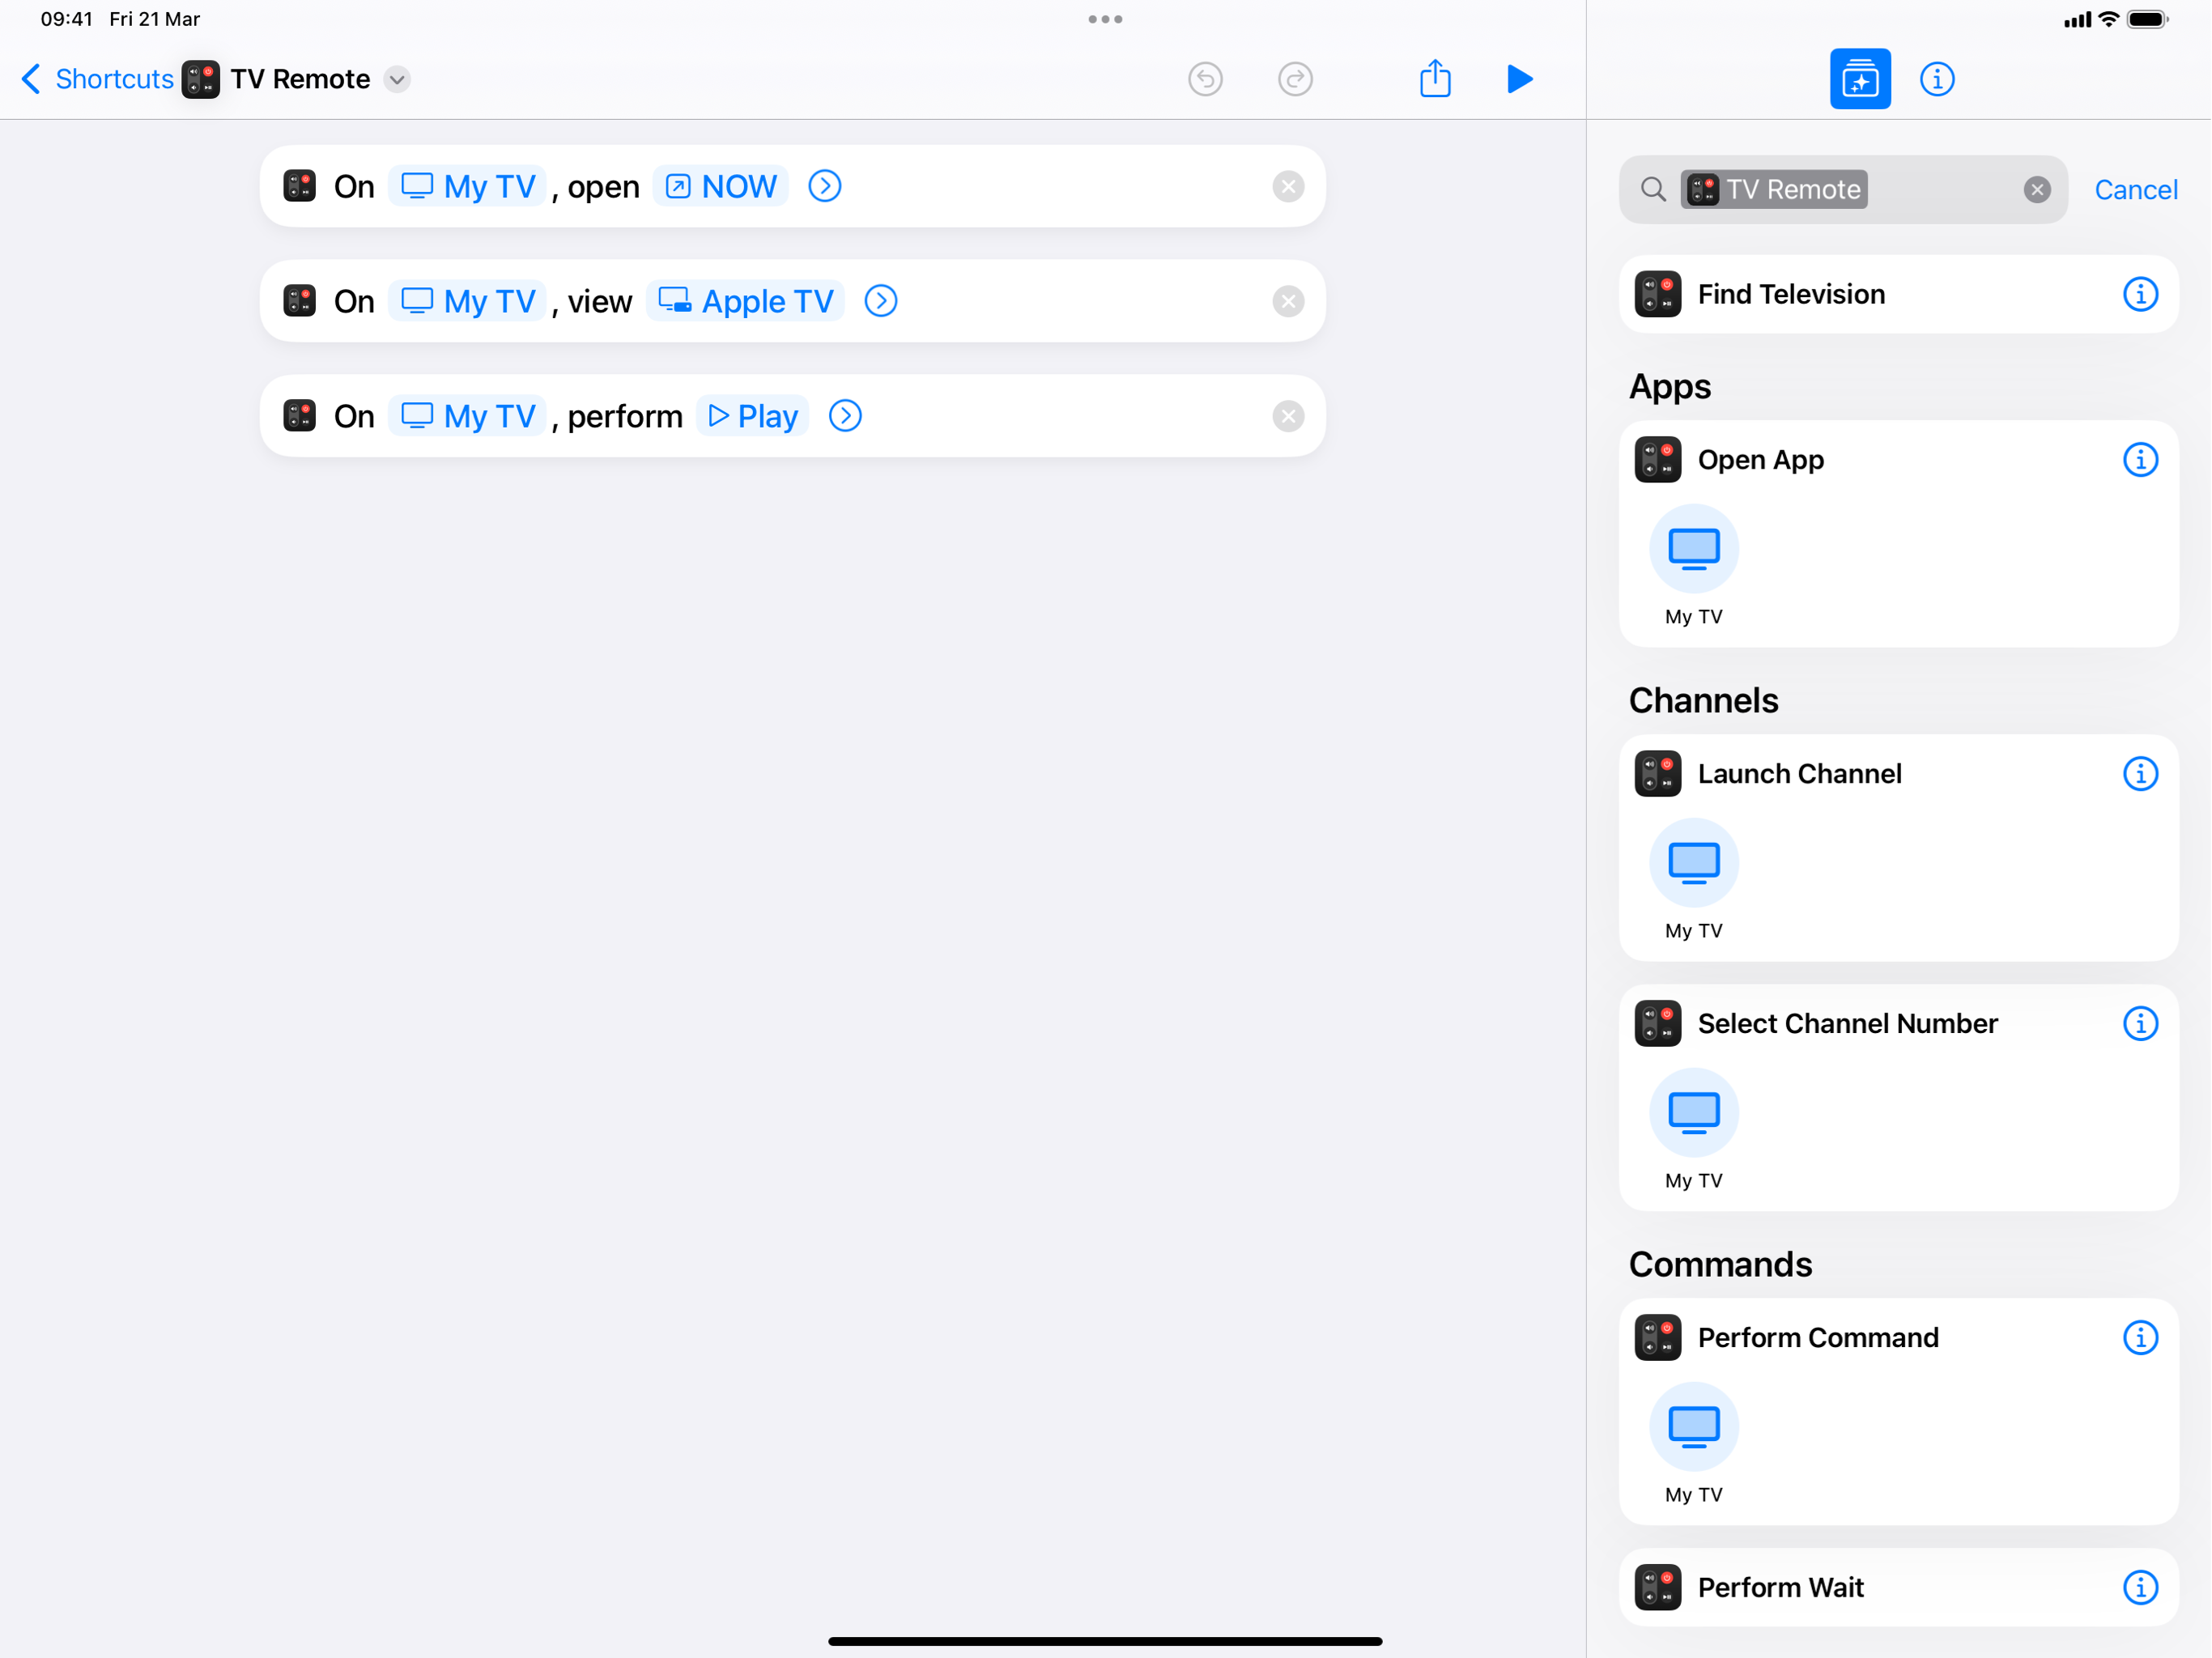 09:41 Fri 21 Mar
Shortcuts TV Remote
On My TV , open NOW
On My TV , view Apple TV
On My TV , perform Play
TV Remote Cancel
Find Television
Apps
Open App
My TV
Channels
Launch Channel
My TV
Select Channel Number
My TV
Commands
Perform Command
My TV
Perform Wait